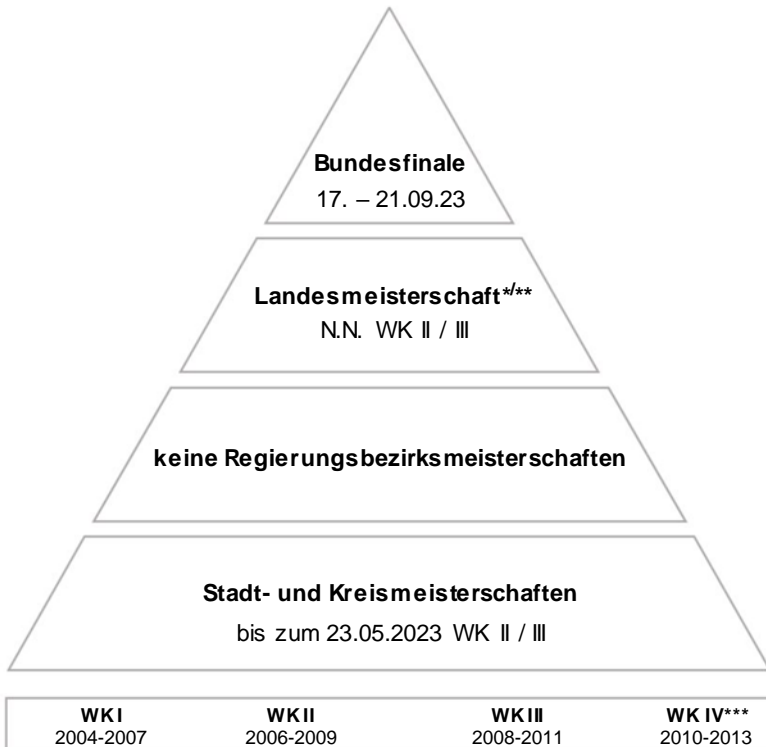 Bundesfinale
17. – 21.09.23
Landesmeisterschaft*/**
N.N. WK II / III
keine Regierungsbezirksmeisterschaften
Stadt- und Kreismeisterschaften
bis zum 23.05.2023 WK II / III
WK I WK II WK III WK IV***
2004-2007 2006-2009 2008-2011 2010-2013